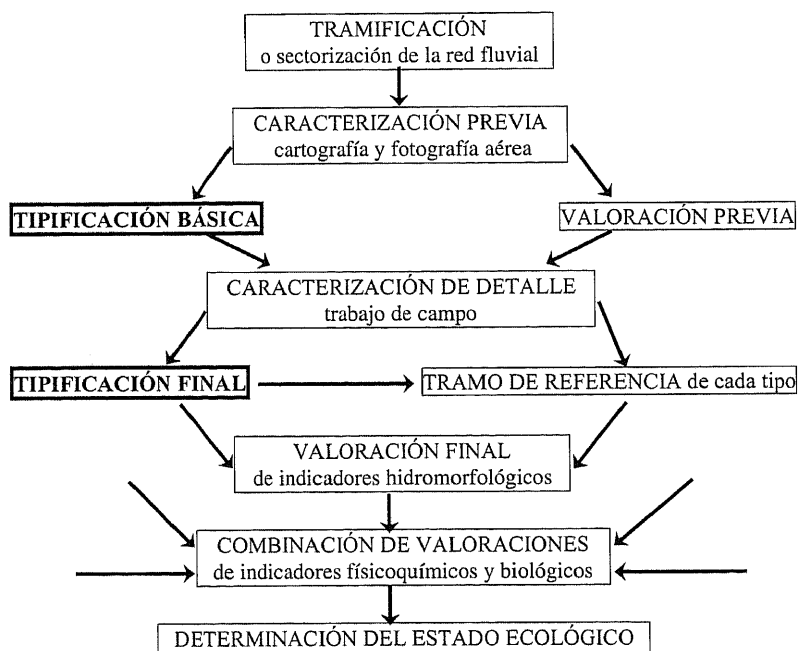 TRAMIFICACIÓN
o sectorización de la red fluvial
CARACTERIZACIÓN PREVIA
cartografía y fotografía aérea
TIPIFICACIÓN BÁSICA
VALORACIÓN PREVIA
CARACTERIZACIÓN DE DETALLE
trabajo de campo
TIPIFICACIÓN FINAL
TRAMO DE REFERENCIA de cada tipo
VALORACIÓN FINAL
de indicadores hidromorfológicos
COMBINACIÓN DE VALORACIONES
de indicadores físicoquímicos y biológicos
DETERMINACIÓN DEL ESTADO ECOLÓGICO